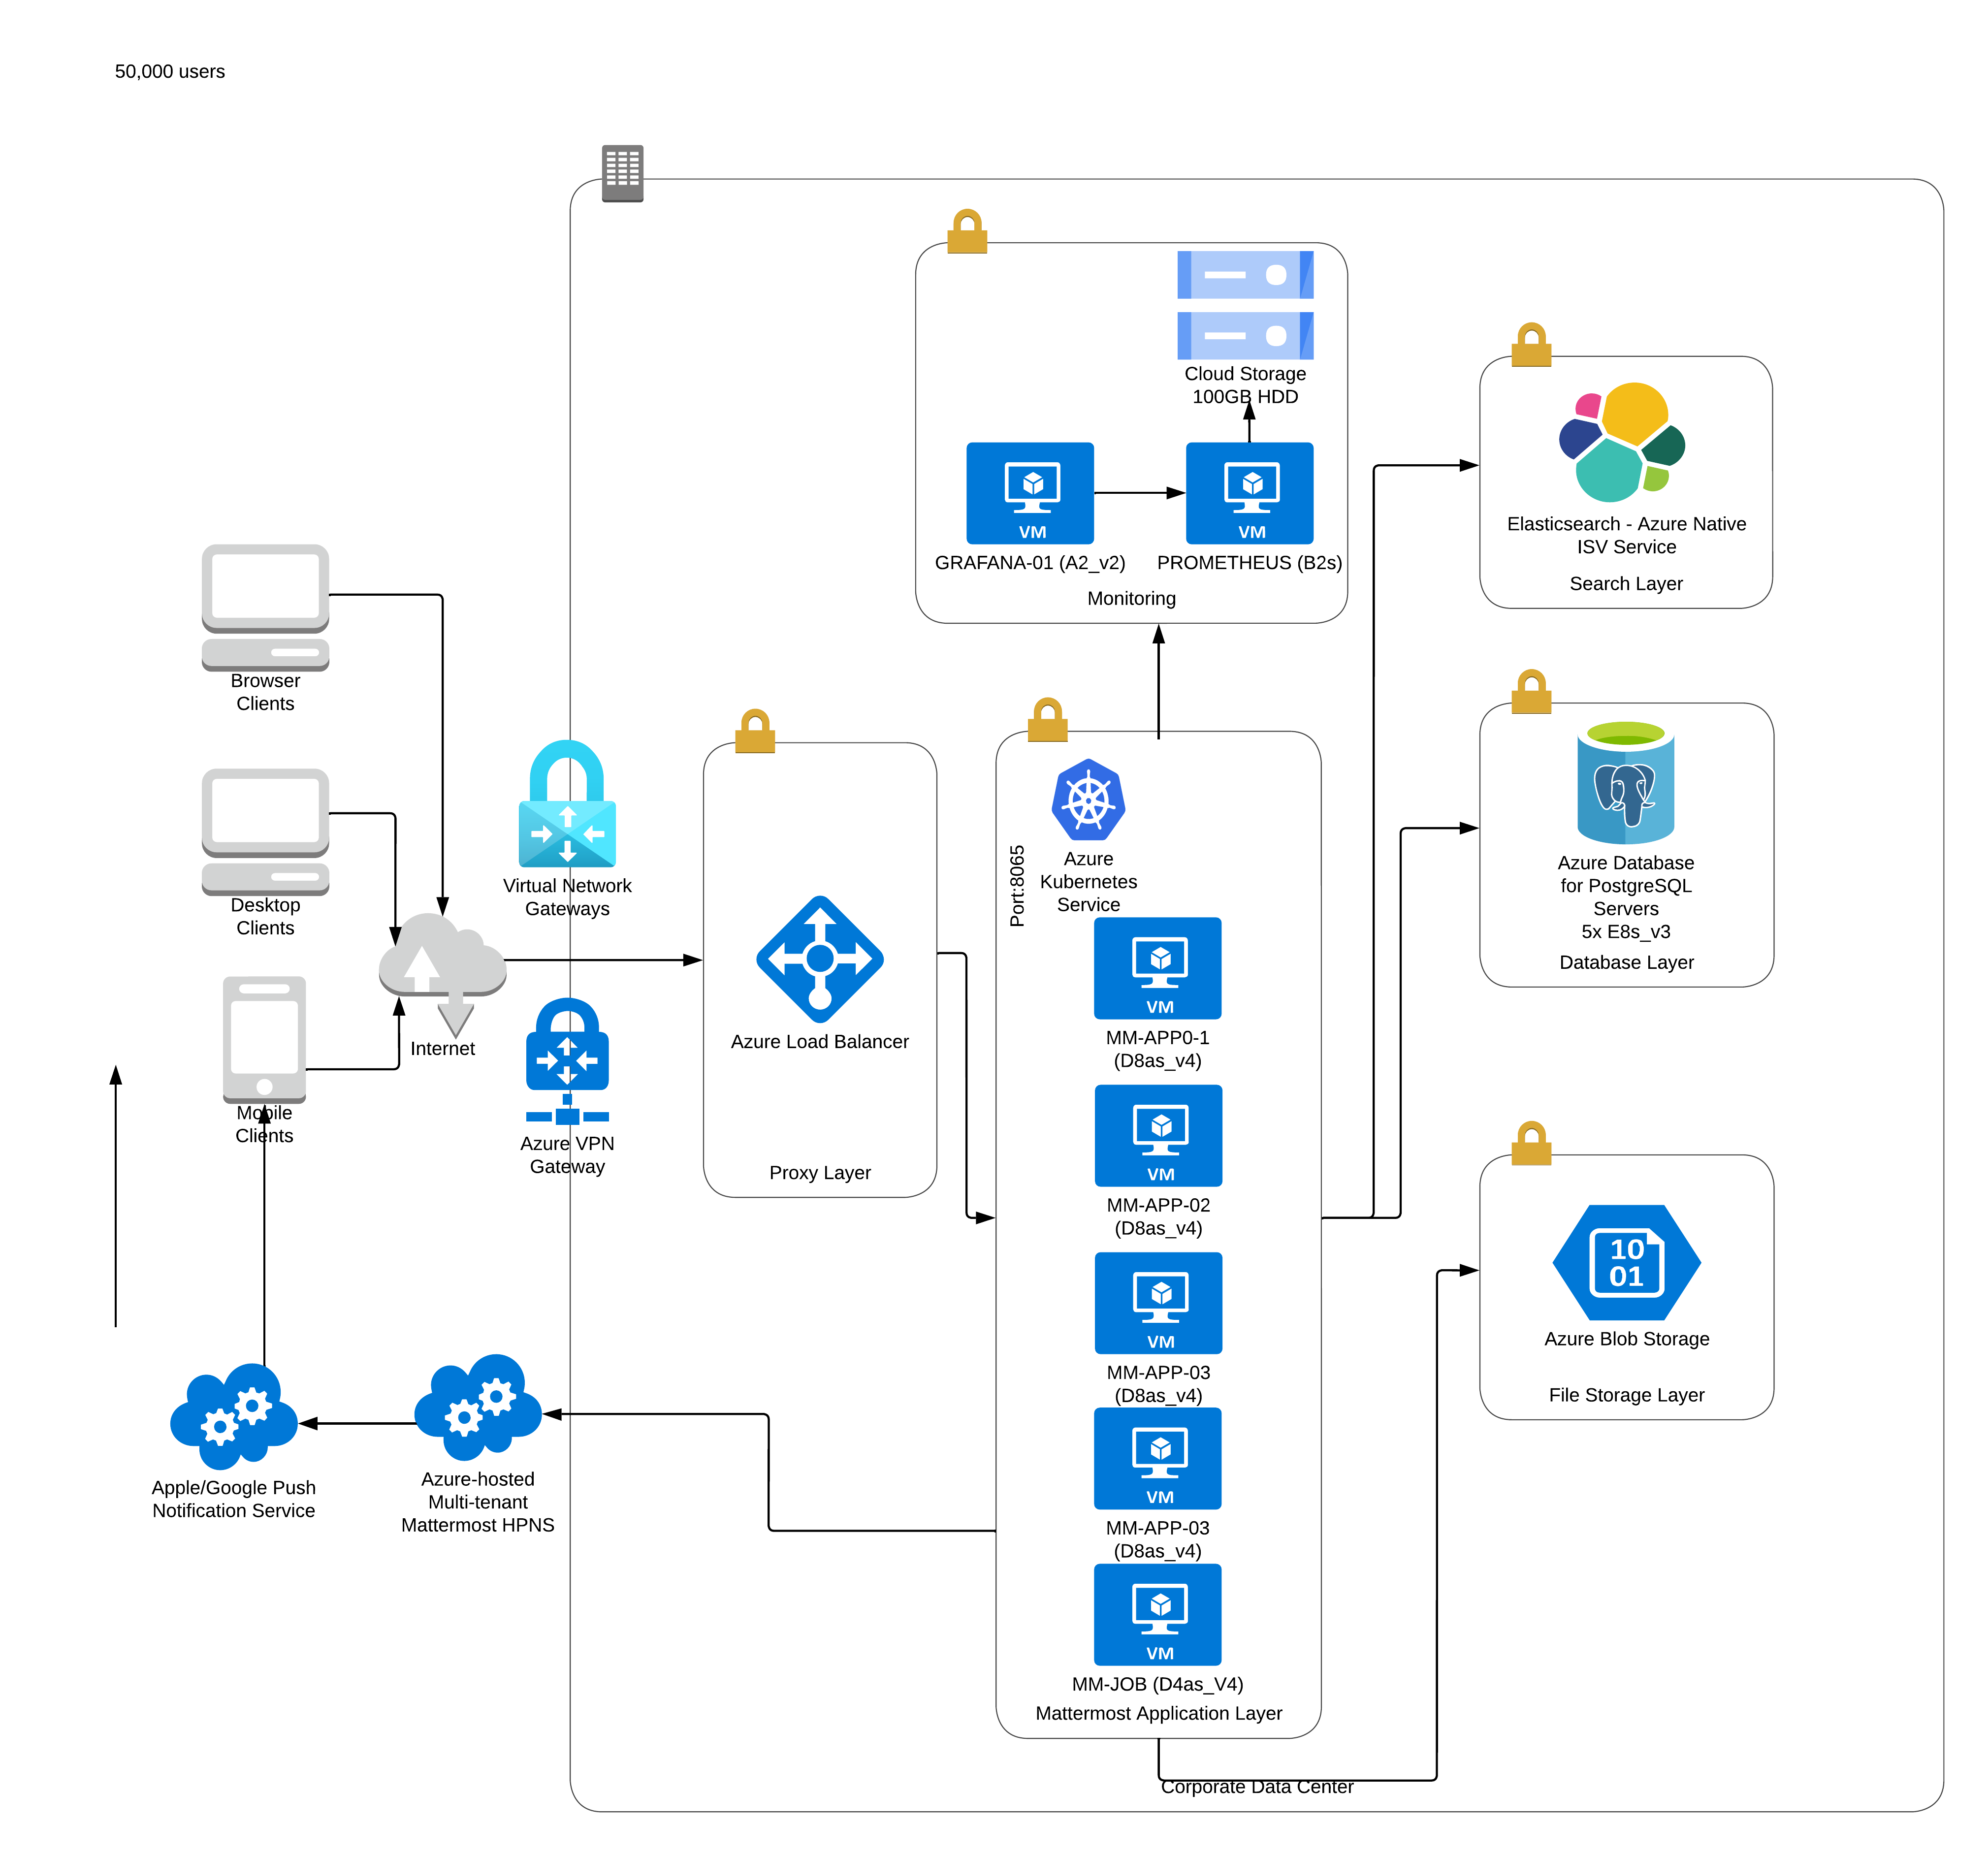 50,000 users
Cloud Storage
100GB HDD
VM
VM
GRAFANA-01 (A2_v2)
PROMETHEUS (B2s)
Monitoring
Elasticsearch - Azure Native
ISV Service
Search Layer
Browser
Clients
Desktop
Clients
Mobile
Clients
Internet
Virtual Network
Gateways
Azure VPN
Gateway
Azure Load Balancer
Proxy Layer
Port:8065
Azure
Kubernetes
Service
VM
MM-APP0-1
(D8as_v4)
VM
MM-APP-02
(D8as_v4)
VM
MM-APP-03
(D8as_v4)
VM
MM-APP-03
(D8as_v4)
VM
MM-JOB (D4as_V4)
Mattermost Application Layer
Azure Database
for PostgreSQL
Servers
5x E8s_v3
Database Layer
10
01
Azure Blob Storage
File Storage Layer
Apple/Google Push
Notification Service
Azure-hosted
Multi-tenant
Mattermost HPNS
Corporate Data Center